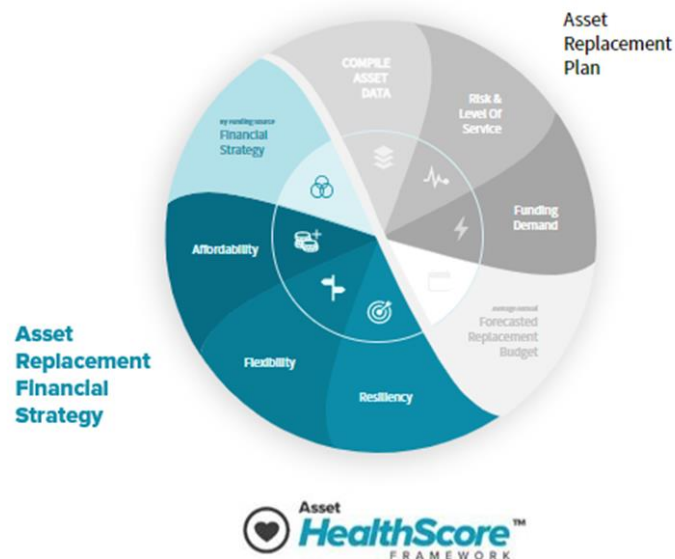 Asset
Replacement
Plan
COMPILE
ASSET
DATA
Risk &
Level Of
Service
Funding
Demand
average annual
Forecasted
Replacement
Budget
by funding source
Financial
Strategy
Affordability
Flexibility
Resiliency
Asset
Replacement
Financial
Strategy
Asset
HealthScore™
FRAMEWORK